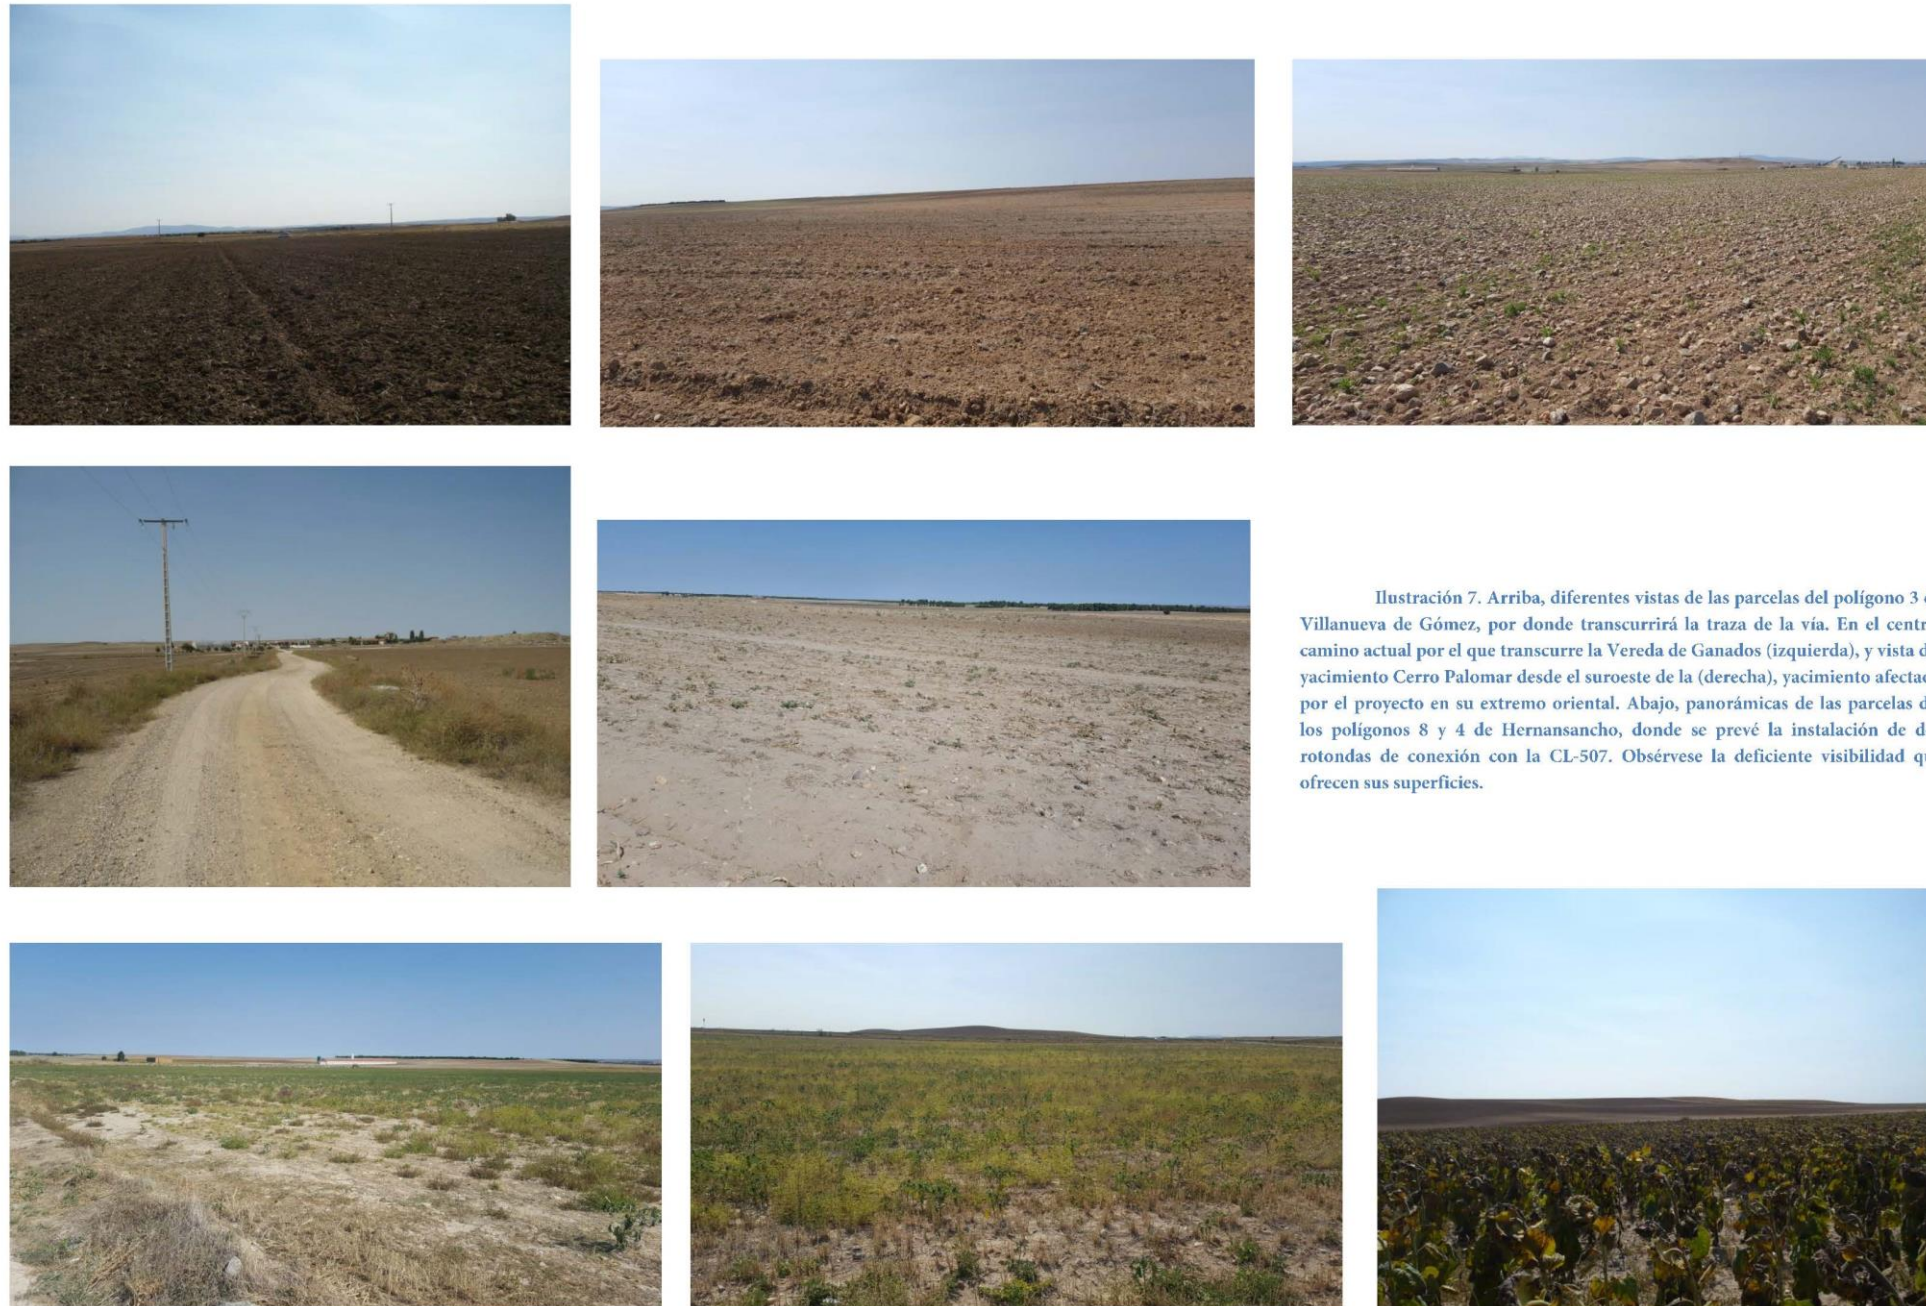 Ilustración 7. Arriba, diferentes vistas de las parcelas del polígono 3
Villanueva de Gómez, por donde transcurrirá la traza de la vía. En el
camino actual por el que transcurre la Vereda de Ganados (izquierda), y vista
yacimiento Cerro Palomar desde el suroeste de la (derecha), yacimiento
por el proyecto en su extremo oriental. Abajo, panorámicas de las parcelas
los polígonos 8 y 4 de Hernansancho, donde se prevé la instalación de
rotondas de conexión con la CL-507. Obsérvese la deficiente visibilidad
ofrecen sus superficies.